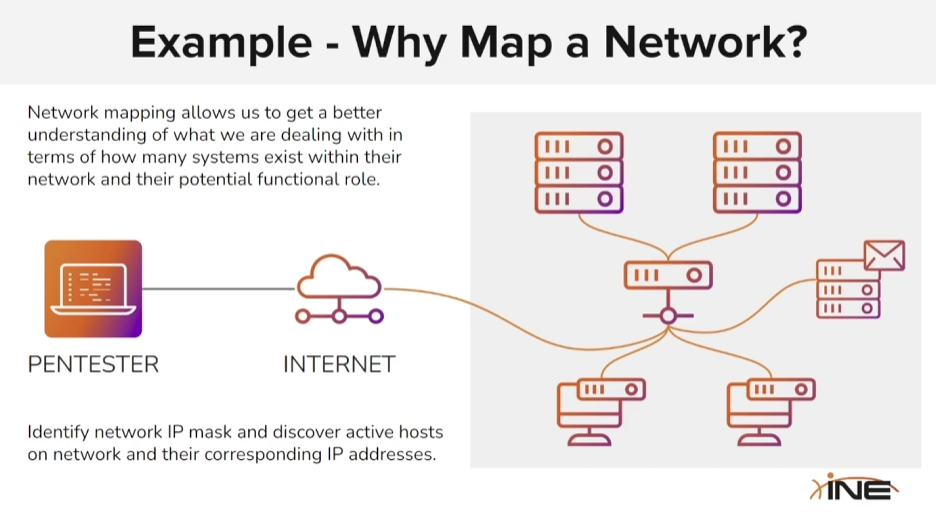 Example - Why Map a Network?
Network mapping allows us to get a better
understanding of what we are dealing with in
terms of how many systems exist within their
network and their potential functional role.
PENTESTER
INTERNET
Identify network IP mask and discover active hosts
on network and their corresponding IP addresses.
INE